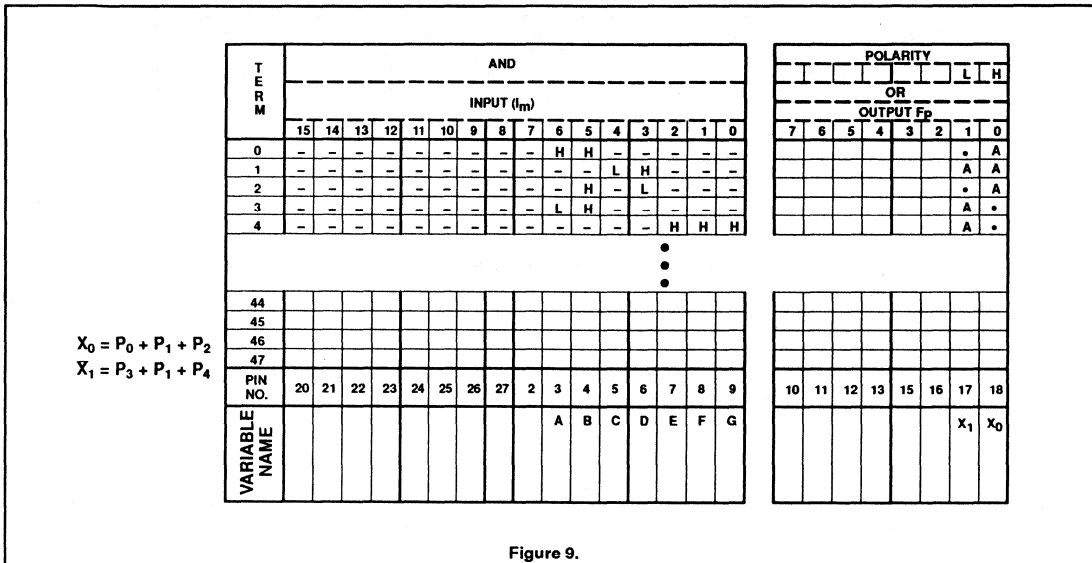 TERM
AND
INPUT (Im)
15 14 13 12 11 10 9 8 7 6 5 4 3 2 1 0
POLARITY
L H
OR
OUTPUT Fp
7 6 5 4 3 2 1 0
0 – – – – – – – – – H H – – – – – • A
1 – – – – – – – – – – – L H – – – A A
2 – – – – – – – – – – H – L – – – • A
3 – – – – – – – – – L H – – – – – A •
4 – – – – – – – – – – – – – H H H A •
•
•
•
44
45
46
47
X₀ = P₀ + P₁ + P₂
X̄₁ = P₃ + P₁ + P₄
PIN NO. 20 21 22 23 24 25 26 27 2 3 4 5 6 7 8 9 10 11 12 13 15 16 17 18
VARIABLE NAME A B C D E F G X₁ X₀
Figure 9.